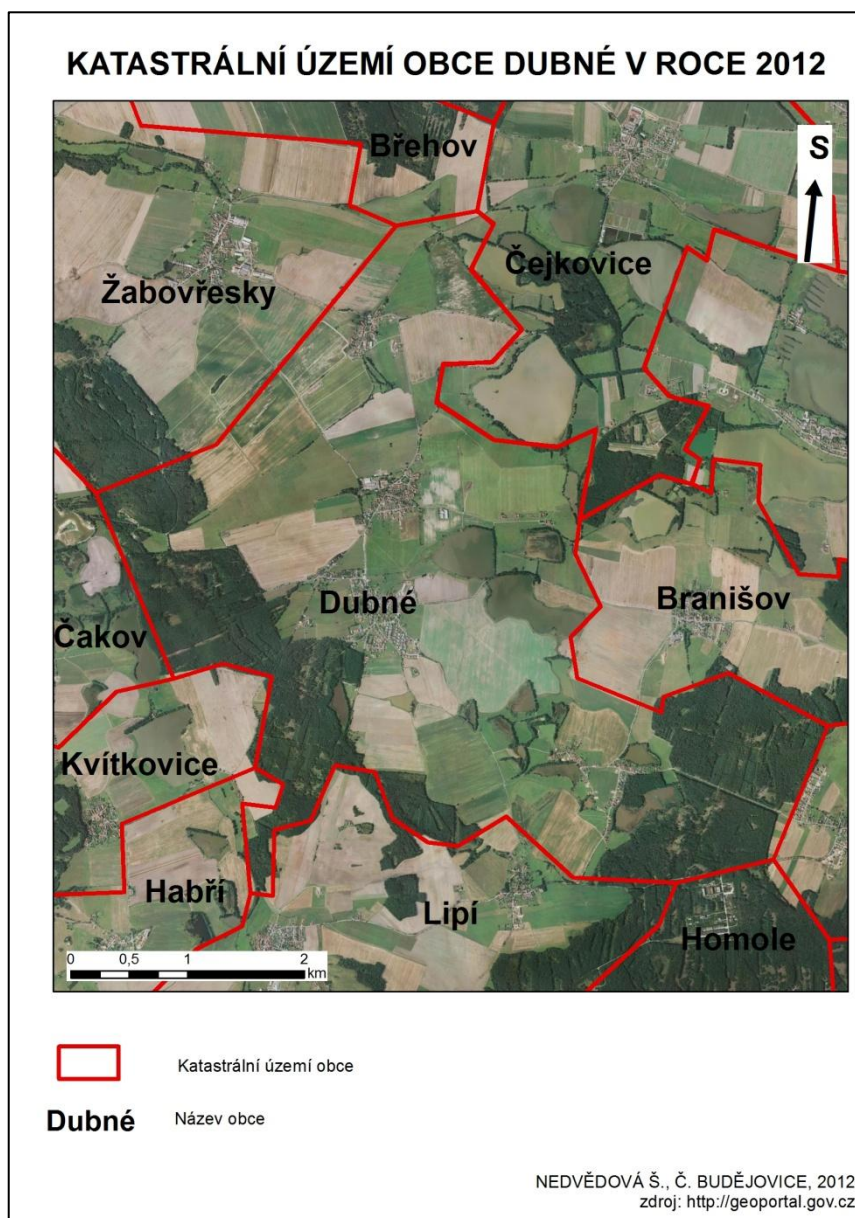 KATASTRÁLNÍ ÚZEMÍ OBCE DUBNÉ V ROCE 2012
Břehov
S
Čejkovice
Žabovřesky
Dubné
Branišov
Čakov
Kvítkovice
Habří
Lipí
Homole
0 0,5 1 2
km
Katastrální území obce
Dubné Název obce
NEDVĚDOVÁ Š., Č. BUDĚJOVICE, 2012
zdroj: http://geoportal.gov.cz